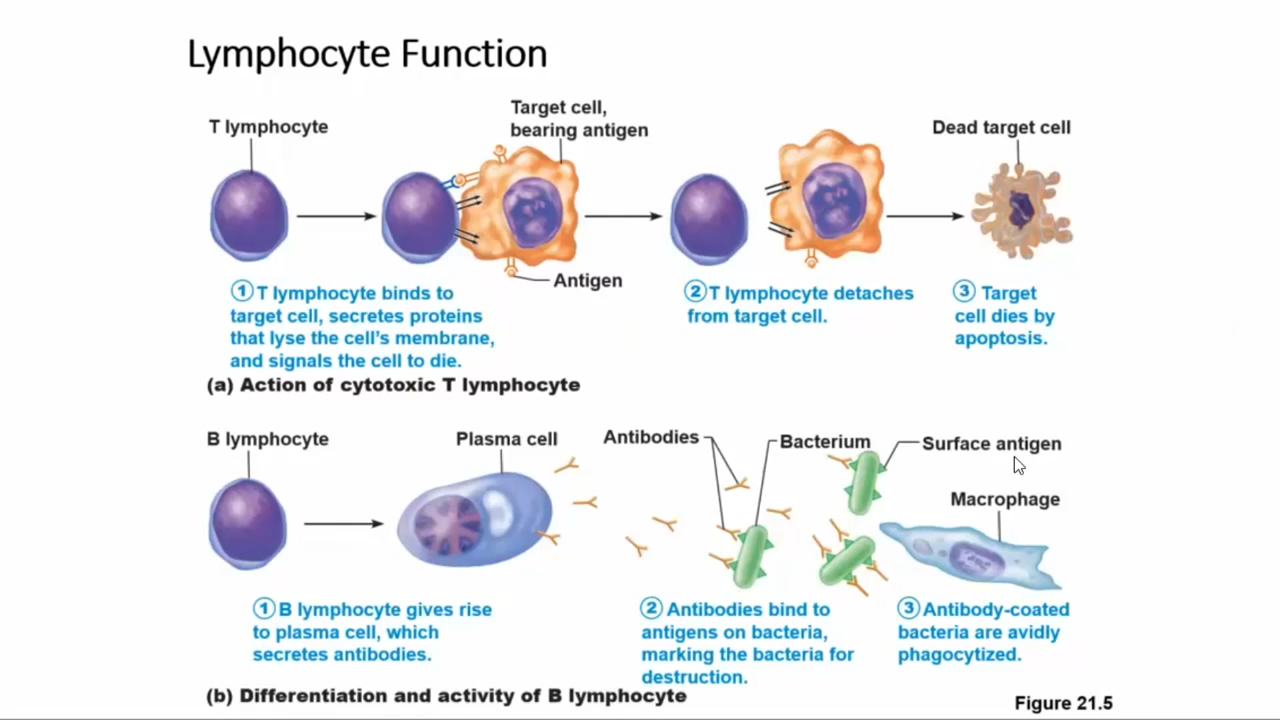 Lymphocyte Function
T lymphocyte
Target cell,
bearing antigen
Dead target cell
Antigen
① T lymphocyte binds to
target cell, secretes proteins
that lyse the cell's membrane,
and signals the cell to die.
② T lymphocyte detaches
from target cell.
③ Target
cell dies by
apoptosis.
(a) Action of cytotoxic T lymphocyte
B lymphocyte
Plasma cell
Antibodies
Bacterium
Surface antigen
Macrophage
① B lymphocyte gives rise
to plasma cell, which
secretes antibodies.
② Antibodies bind to
antigens on bacteria,
marking the bacteria for
destruction.
③ Antibody-coated
bacteria are avidly
phagocytized.
(b) Differentiation and activity of B lymphocyte
Figure 21.5